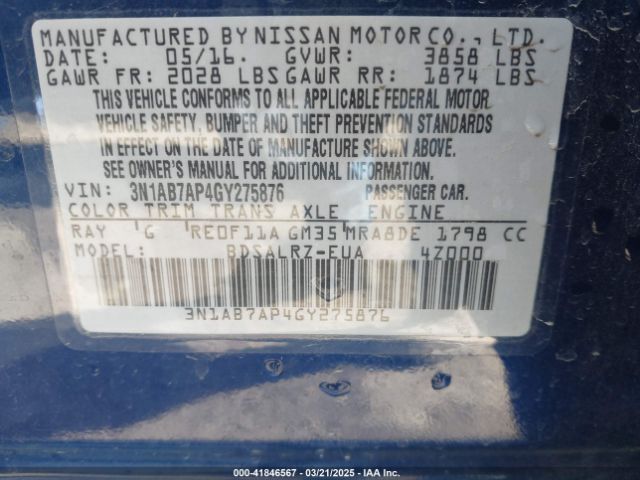 MANUFACTURED BY NISSAN MOTOR CO., LTD.
DATE: 05/16. GVWR: 3858 LBS
GAWR FR: 2028 LBS GAWR RR: 1874 LBS
THIS VEHICLE CONFORMS TO ALL APPLICABLE FEDERAL MOTOR
VEHICLE SAFETY, BUMPER AND THEFT PREVENTION STANDARDS
IN EFFECT ON THE DATE OF MANUFACTURE SHOWN ABOVE.
SEE OWNER'S MANUAL FOR ADDITIONAL INFORMATION.
VIN: 3N1AB7AP4GY275876 PASSENGER CAR.
COLOR TRIM TRANS AXLE ENGINE
RAY 'G 'RE0F11A GM35 'MRA8DE 1798 CC
MODEL: BDSALRZ-EUA 4Z000
3N1AB7AP4GY275876
000-41846567 — 03/21/2025 — IAA Inc.